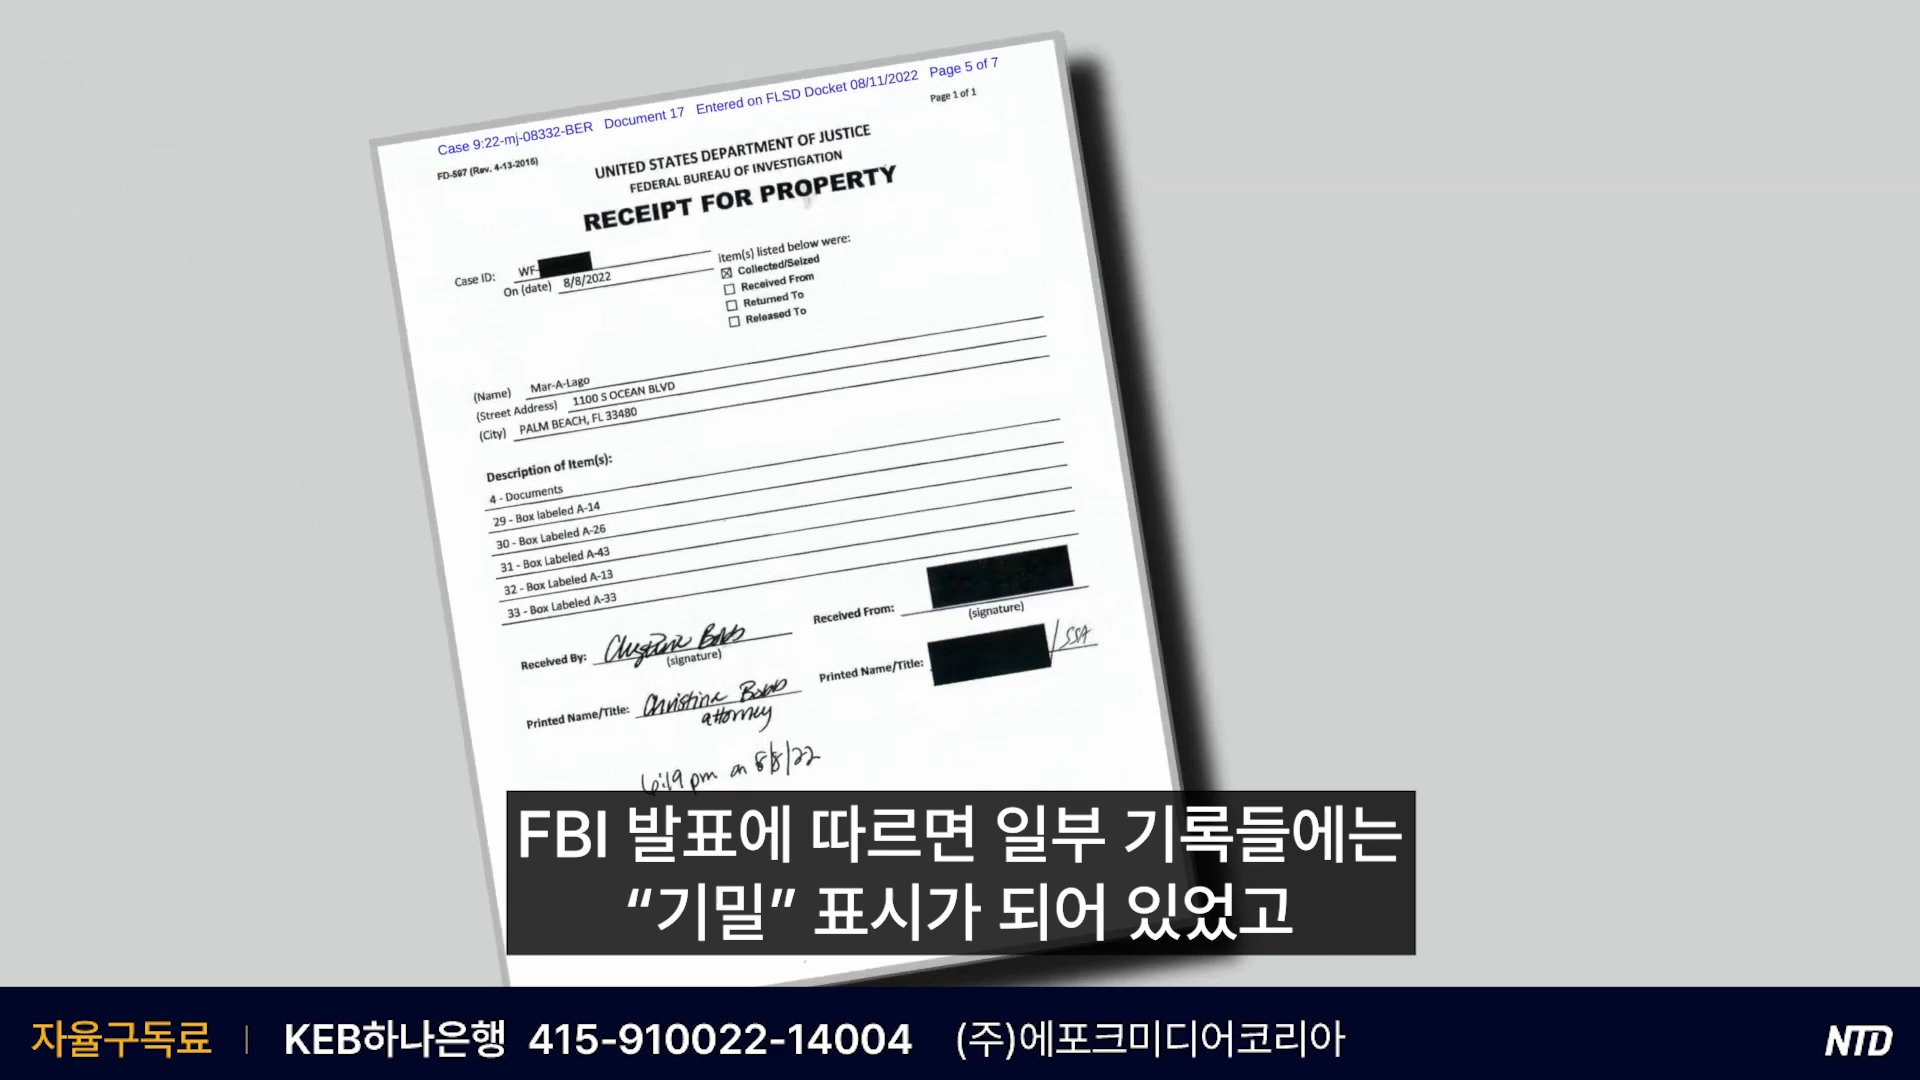 Case 9:22-mj-08332-BER Document 17 Entered on FLSD Docket 08/11/2022 Page 5 of 7
Page 1 of 1
FD-597 (Rev. 4-13-2015)
UNITED STATES DEPARTMENT OF JUSTICE
FEDERAL BUREAU OF INVESTIGATION
RECEIPT FOR PROPERTY
Case ID: WF-
On (date) 8/8/2022
Item(s) listed below were:
Collected/Seized
Received From
Returned To
Released To
(Name) Mar-A-Lago
(Street Address) 1100 S OCEAN BLVD
(City) PALM BEACH, FL 33480
Description of Item(s):
4 - Documents
29 - Box labeled A-14
30 - Box Labeled A-26
31 - Box Labeled A-43
32 - Box Labeled A-13
33 - Box Labeled A-33
Received By: Christina Bobb
(signature)
Received From:
(signature)
Printed Name/Title: Christina Bobb
attorney
Printed Name/Title: /SSA
6:19 pm on 8/8/22
FBI 발표에 따르면 일부 기록들에는
“기밀” 표시가 되어 있었고
자율구독료 | KEB하나은행 415-910022-14004 (주)에포크미디어코리아
NTD